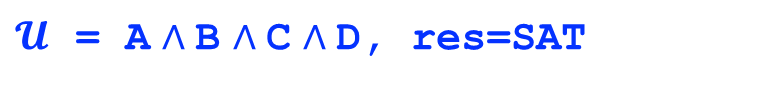 𝒰 = A∧B∧C∧D, res=SAT